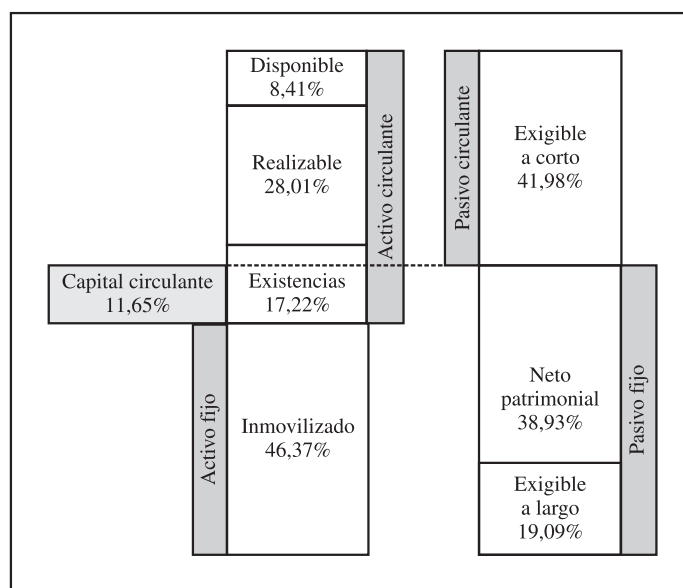 Disponible
8,41%
Realizable
28,01%
Activo circulante
Existencias
17,22%
Capital circulante
11,65%
Activo fijo
Inmovilizado
46,37%
Pasivo circulante
Exigible
a corto
41,98%
Neto
patrimonial
38,93%
Pasivo fijo
Exigible
a largo
19,09%